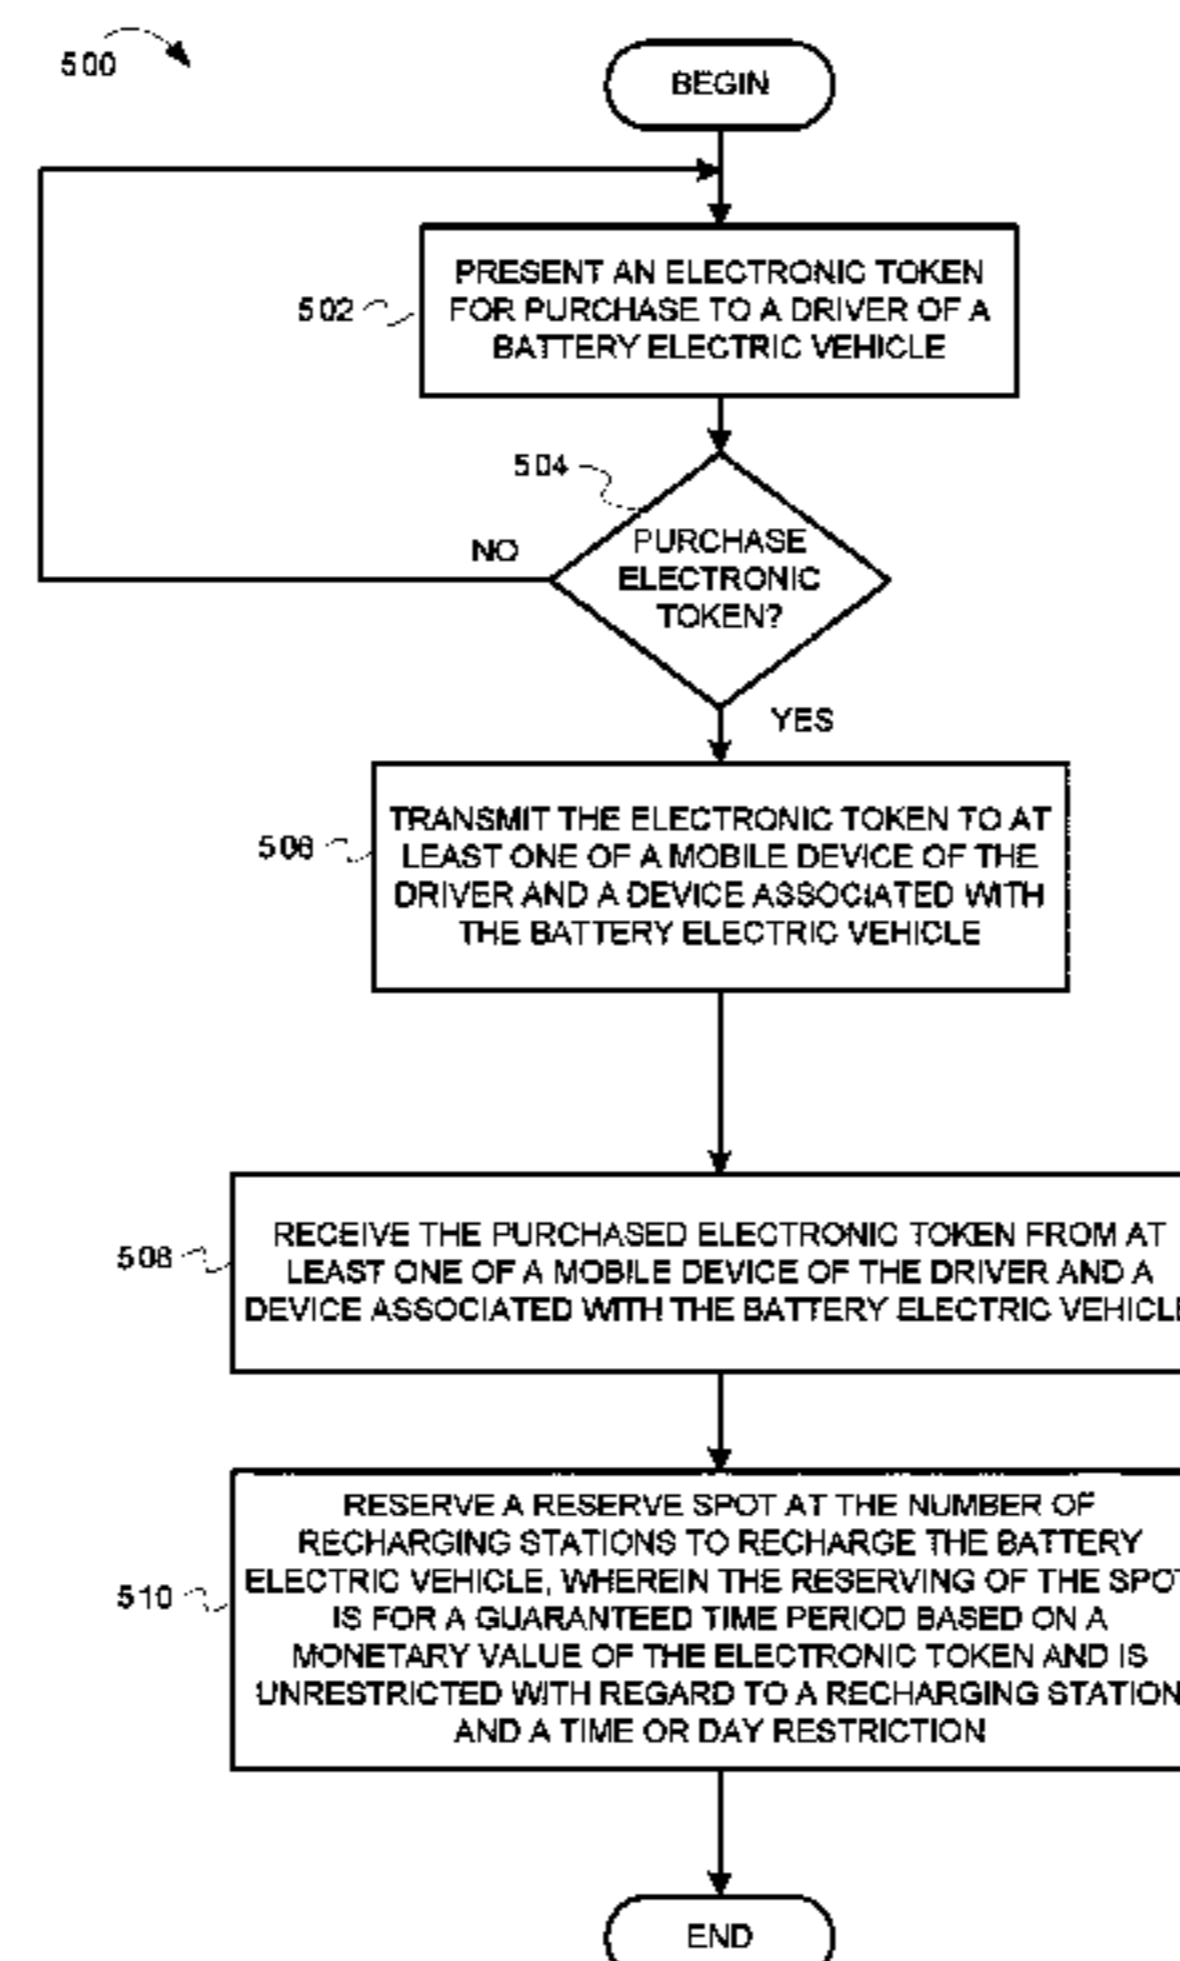 500
BEGIN
PRESENT AN ELECTRONIC TOKEN
FOR PURCHASE TO A DRIVER OF A
BATTERY ELECTRIC VEHICLE
502
504
PURCHASE
ELECTRONIC
TOKEN?
NO
YES
TRANSMIT THE ELECTRONIC TOKEN TO AT
LEAST ONE OF A MOBILE DEVICE OF THE
DRIVER AND A DEVICE ASSOCIATED WITH
THE BATTERY ELECTRIC VEHICLE
506
RECEIVE THE PURCHASED ELECTRONIC TOKEN FROM AT
LEAST ONE OF A MOBILE DEVICE OF THE DRIVER AND A
DEVICE ASSOCIATED WITH THE BATTERY ELECTRIC VEHICLE
508
RESERVE A RESERVE SPOT AT THE NUMBER OF
RECHARGING STATIONS TO RECHARGE THE BATTERY
ELECTRIC VEHICLE, WHEREIN THE RESERVING OF THE SPOT
IS FOR A GUARANTEED TIME PERIOD BASED ON A
MONETARY VALUE OF THE ELECTRONIC TOKEN AND IS
UNRESTRICTED WITH REGARD TO A RECHARGING STATION
AND A TIME OR DAY RESTRICTION
510
END